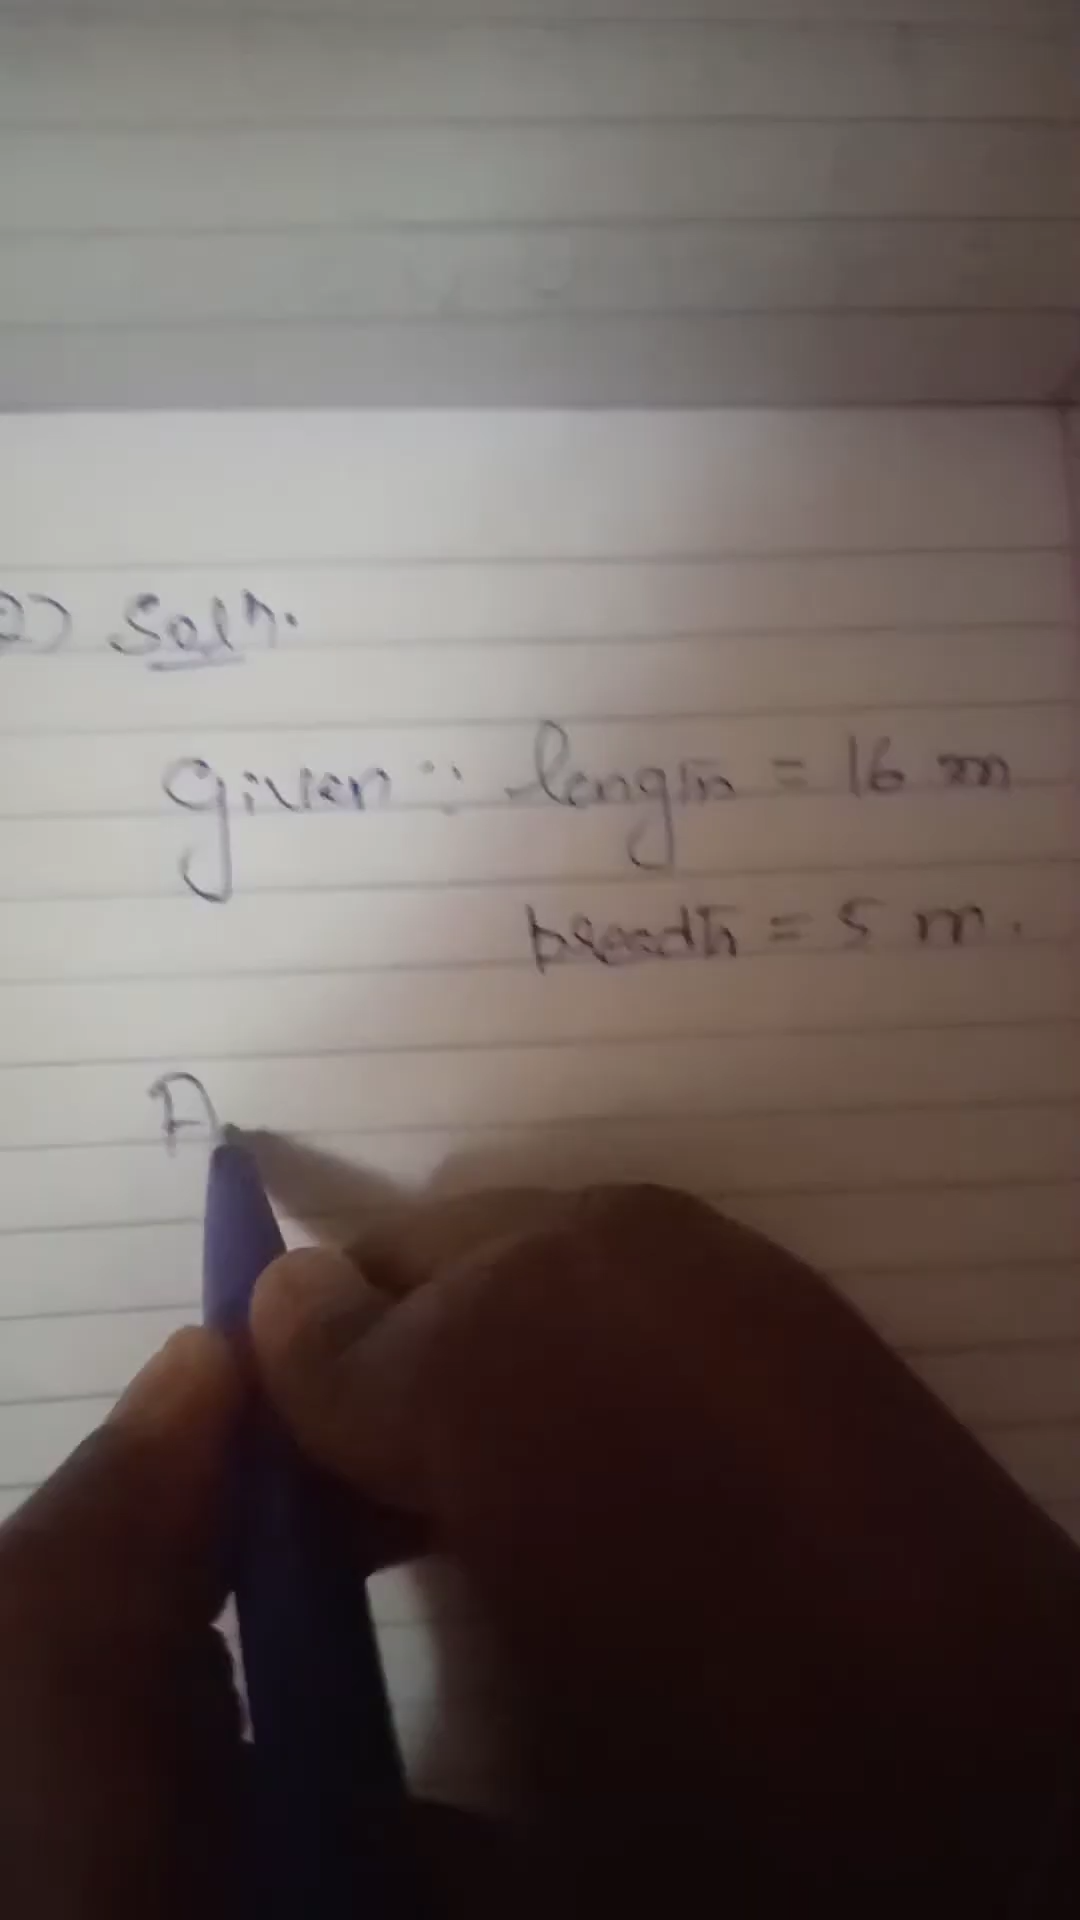 2) Soln.
Given : length = 16 m
breadth = 5 m.
A